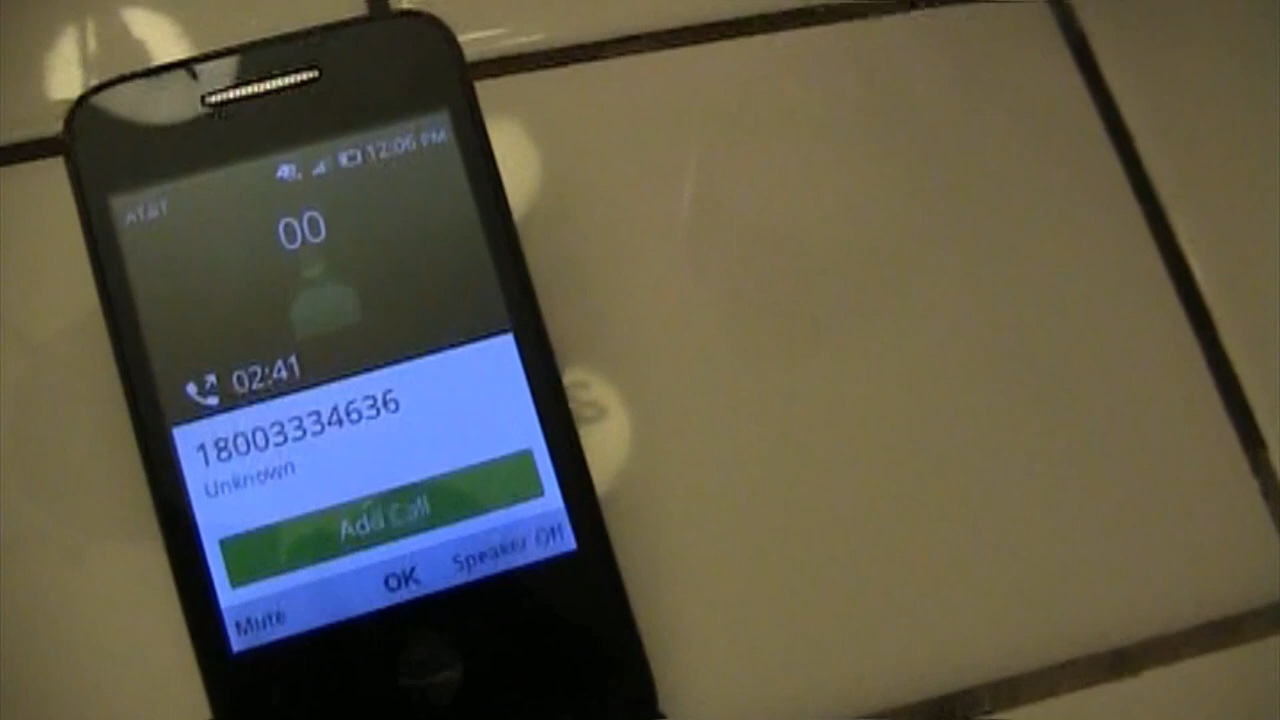 12:06 PM
AT&T
00
02:41
18003334636
Unknown
Add Call
Mute
OK
Speaker Off